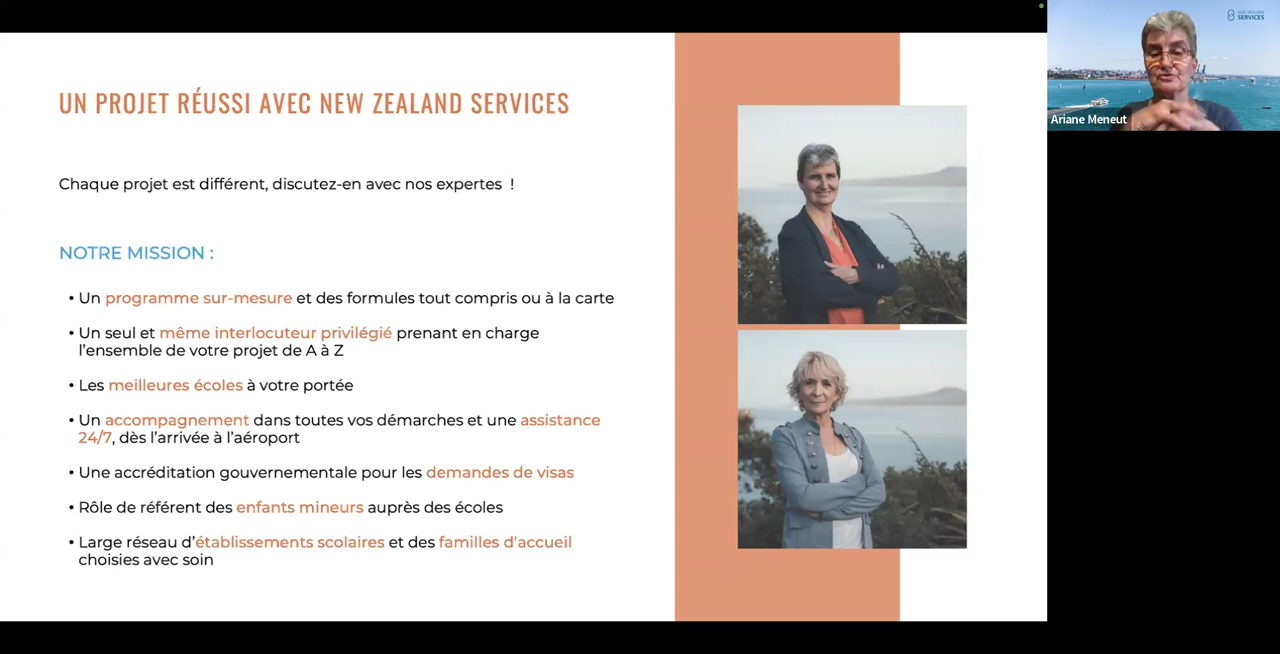 NEW ZEALAND
SERVICES
Ariane Meneut
UN PROJET RÉUSSI AVEC NEW ZEALAND SERVICES
Chaque projet est différent, discutez-en avec nos expertes !
NOTRE MISSION :
• Un programme sur-mesure et des formules tout compris ou à la carte
• Un seul et même interlocuteur privilégié prenant en charge
l'ensemble de votre projet de A à Z
• Les meilleures écoles à votre portée
• Un accompagnement dans toutes vos démarches et une assistance
24/7, dès l'arrivée à l'aéroport
• Une accréditation gouvernementale pour les demandes de visas
• Rôle de référent des enfants mineurs auprès des écoles
• Large réseau d'établissements scolaires et des familles d'accueil
choisies avec soin